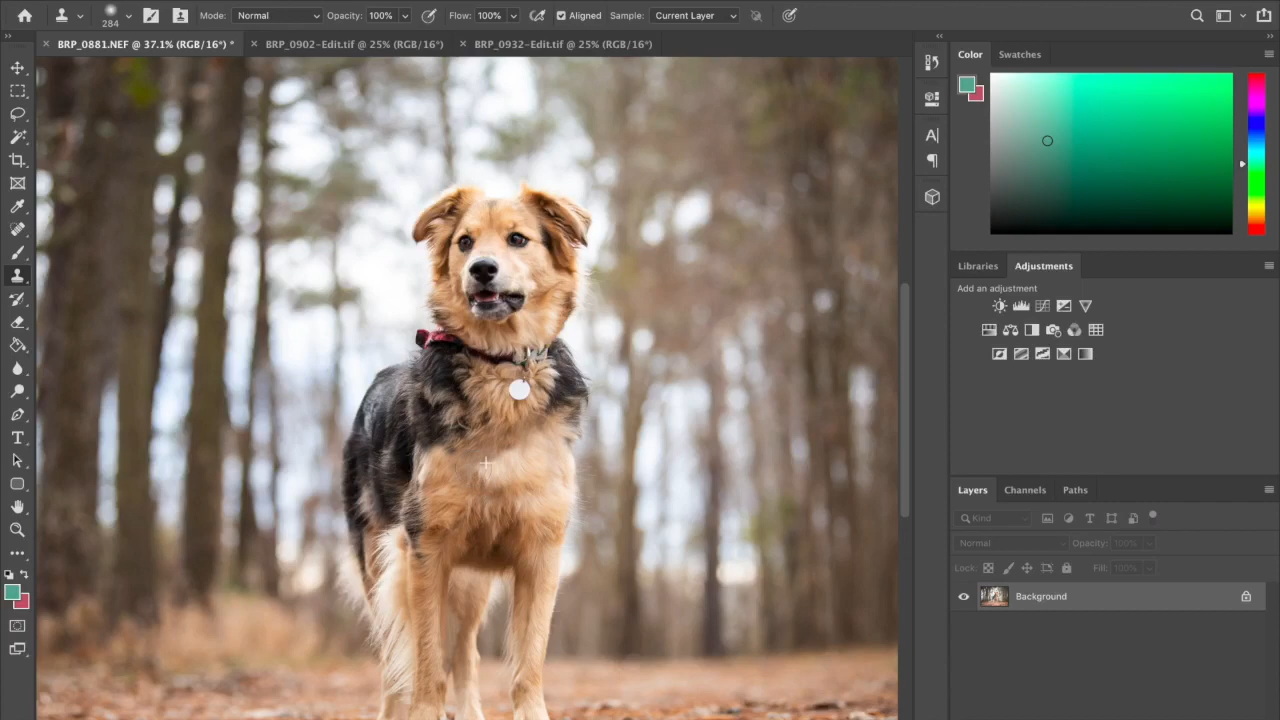 284 Mode: Normal Opacity: 100% Flow: 100% Aligned Sample: Current Layer
BRP_0881.NEF @ 37.1% (RGB/16*) * BRP_0902-Edit.tif @ 25% (RGB/16*) BRP_0932-Edit.tif @ 25% (RGB/16*)
Color Swatches
Libraries Adjustments
Add an adjustment
Layers Channels Paths
Kind
Normal Opacity: 100%
Lock: Fill: 100%
Background